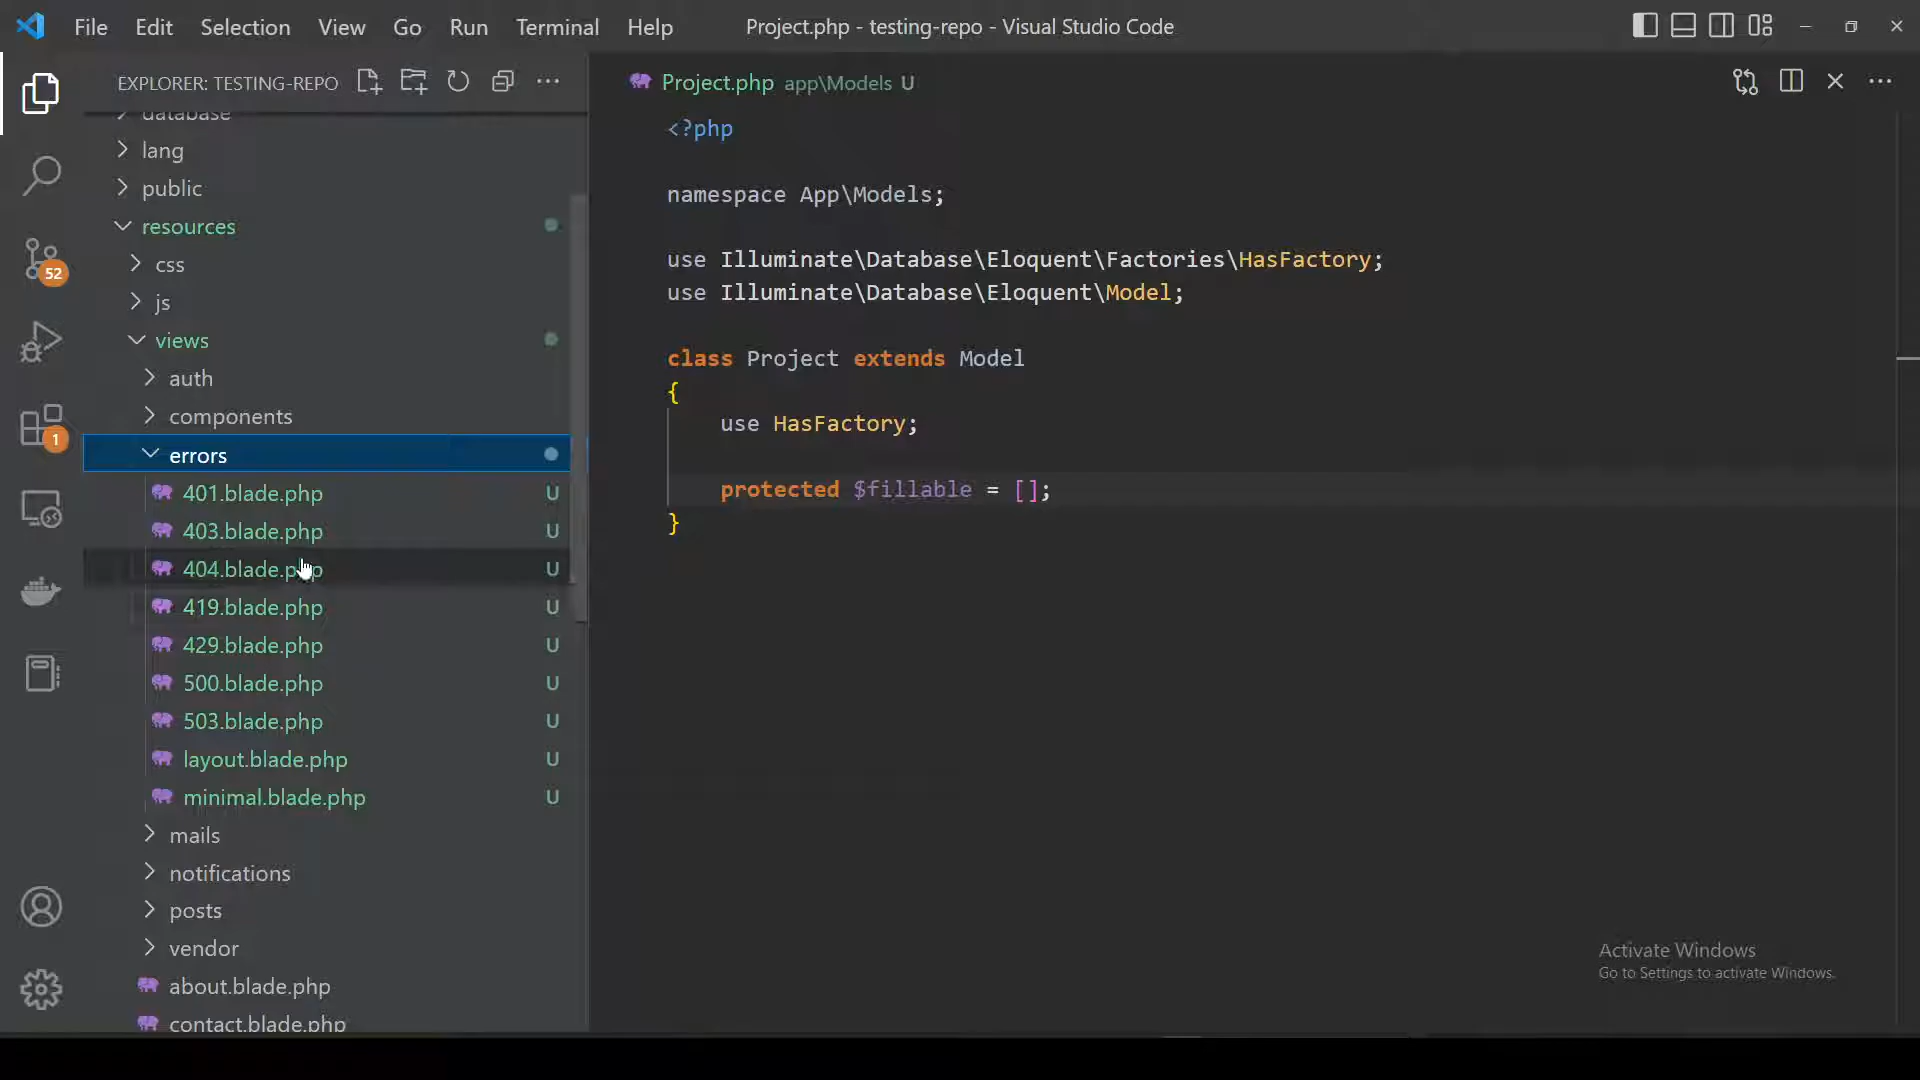 File Edit Selection View Go Run Terminal Help
Project.php - testing-repo - Visual Studio Code
EXPLORER: TESTING-REPO
database
lang
public
resources
css
js
views
auth
components
errors
401.blade.php U
403.blade.php U
404.blade.php U
419.blade.php U
429.blade.php U
500.blade.php U
503.blade.php U
layout.blade.php U
minimal.blade.php U
mails
notifications
posts
vendor
about.blade.php
contact.blade.php
52
1
Project.php app\Models U
<?php
namespace App\Models;
use Illuminate\Database\Eloquent\Factories\HasFactory;
use Illuminate\Database\Eloquent\Model;
class Project extends Model
{
use HasFactory;
protected $fillable = [];
}
Activate Windows
Go to Settings to activate Windows.